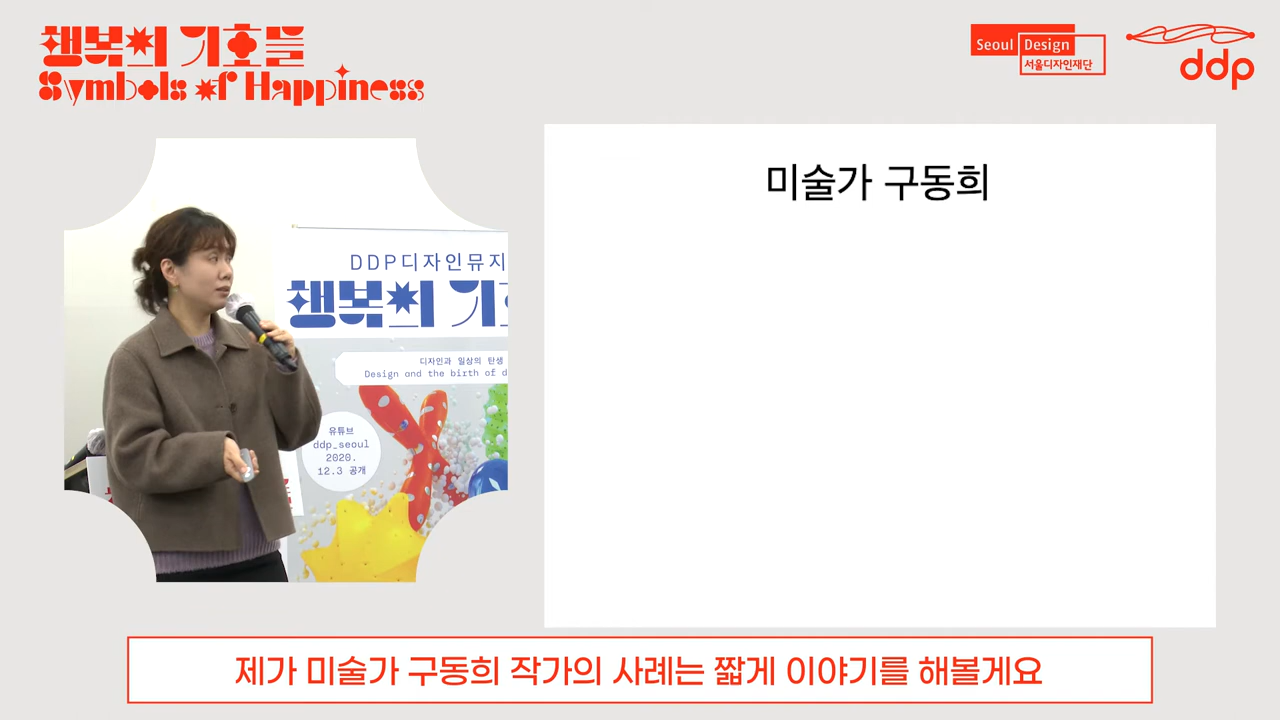 행복의 기호들
Symbols of Happiness
Seoul Design
서울디자인재단
ddp
미술가 구동희
DDP디자인뮤지
행복의 기호
디자인과 일상의 탄생
Design and the birth of d
유튜브
ddp_seoul
2020.
12.3 공개
제가 미술가 구동희 작가의 사례는 짧게 이야기를 해볼게요